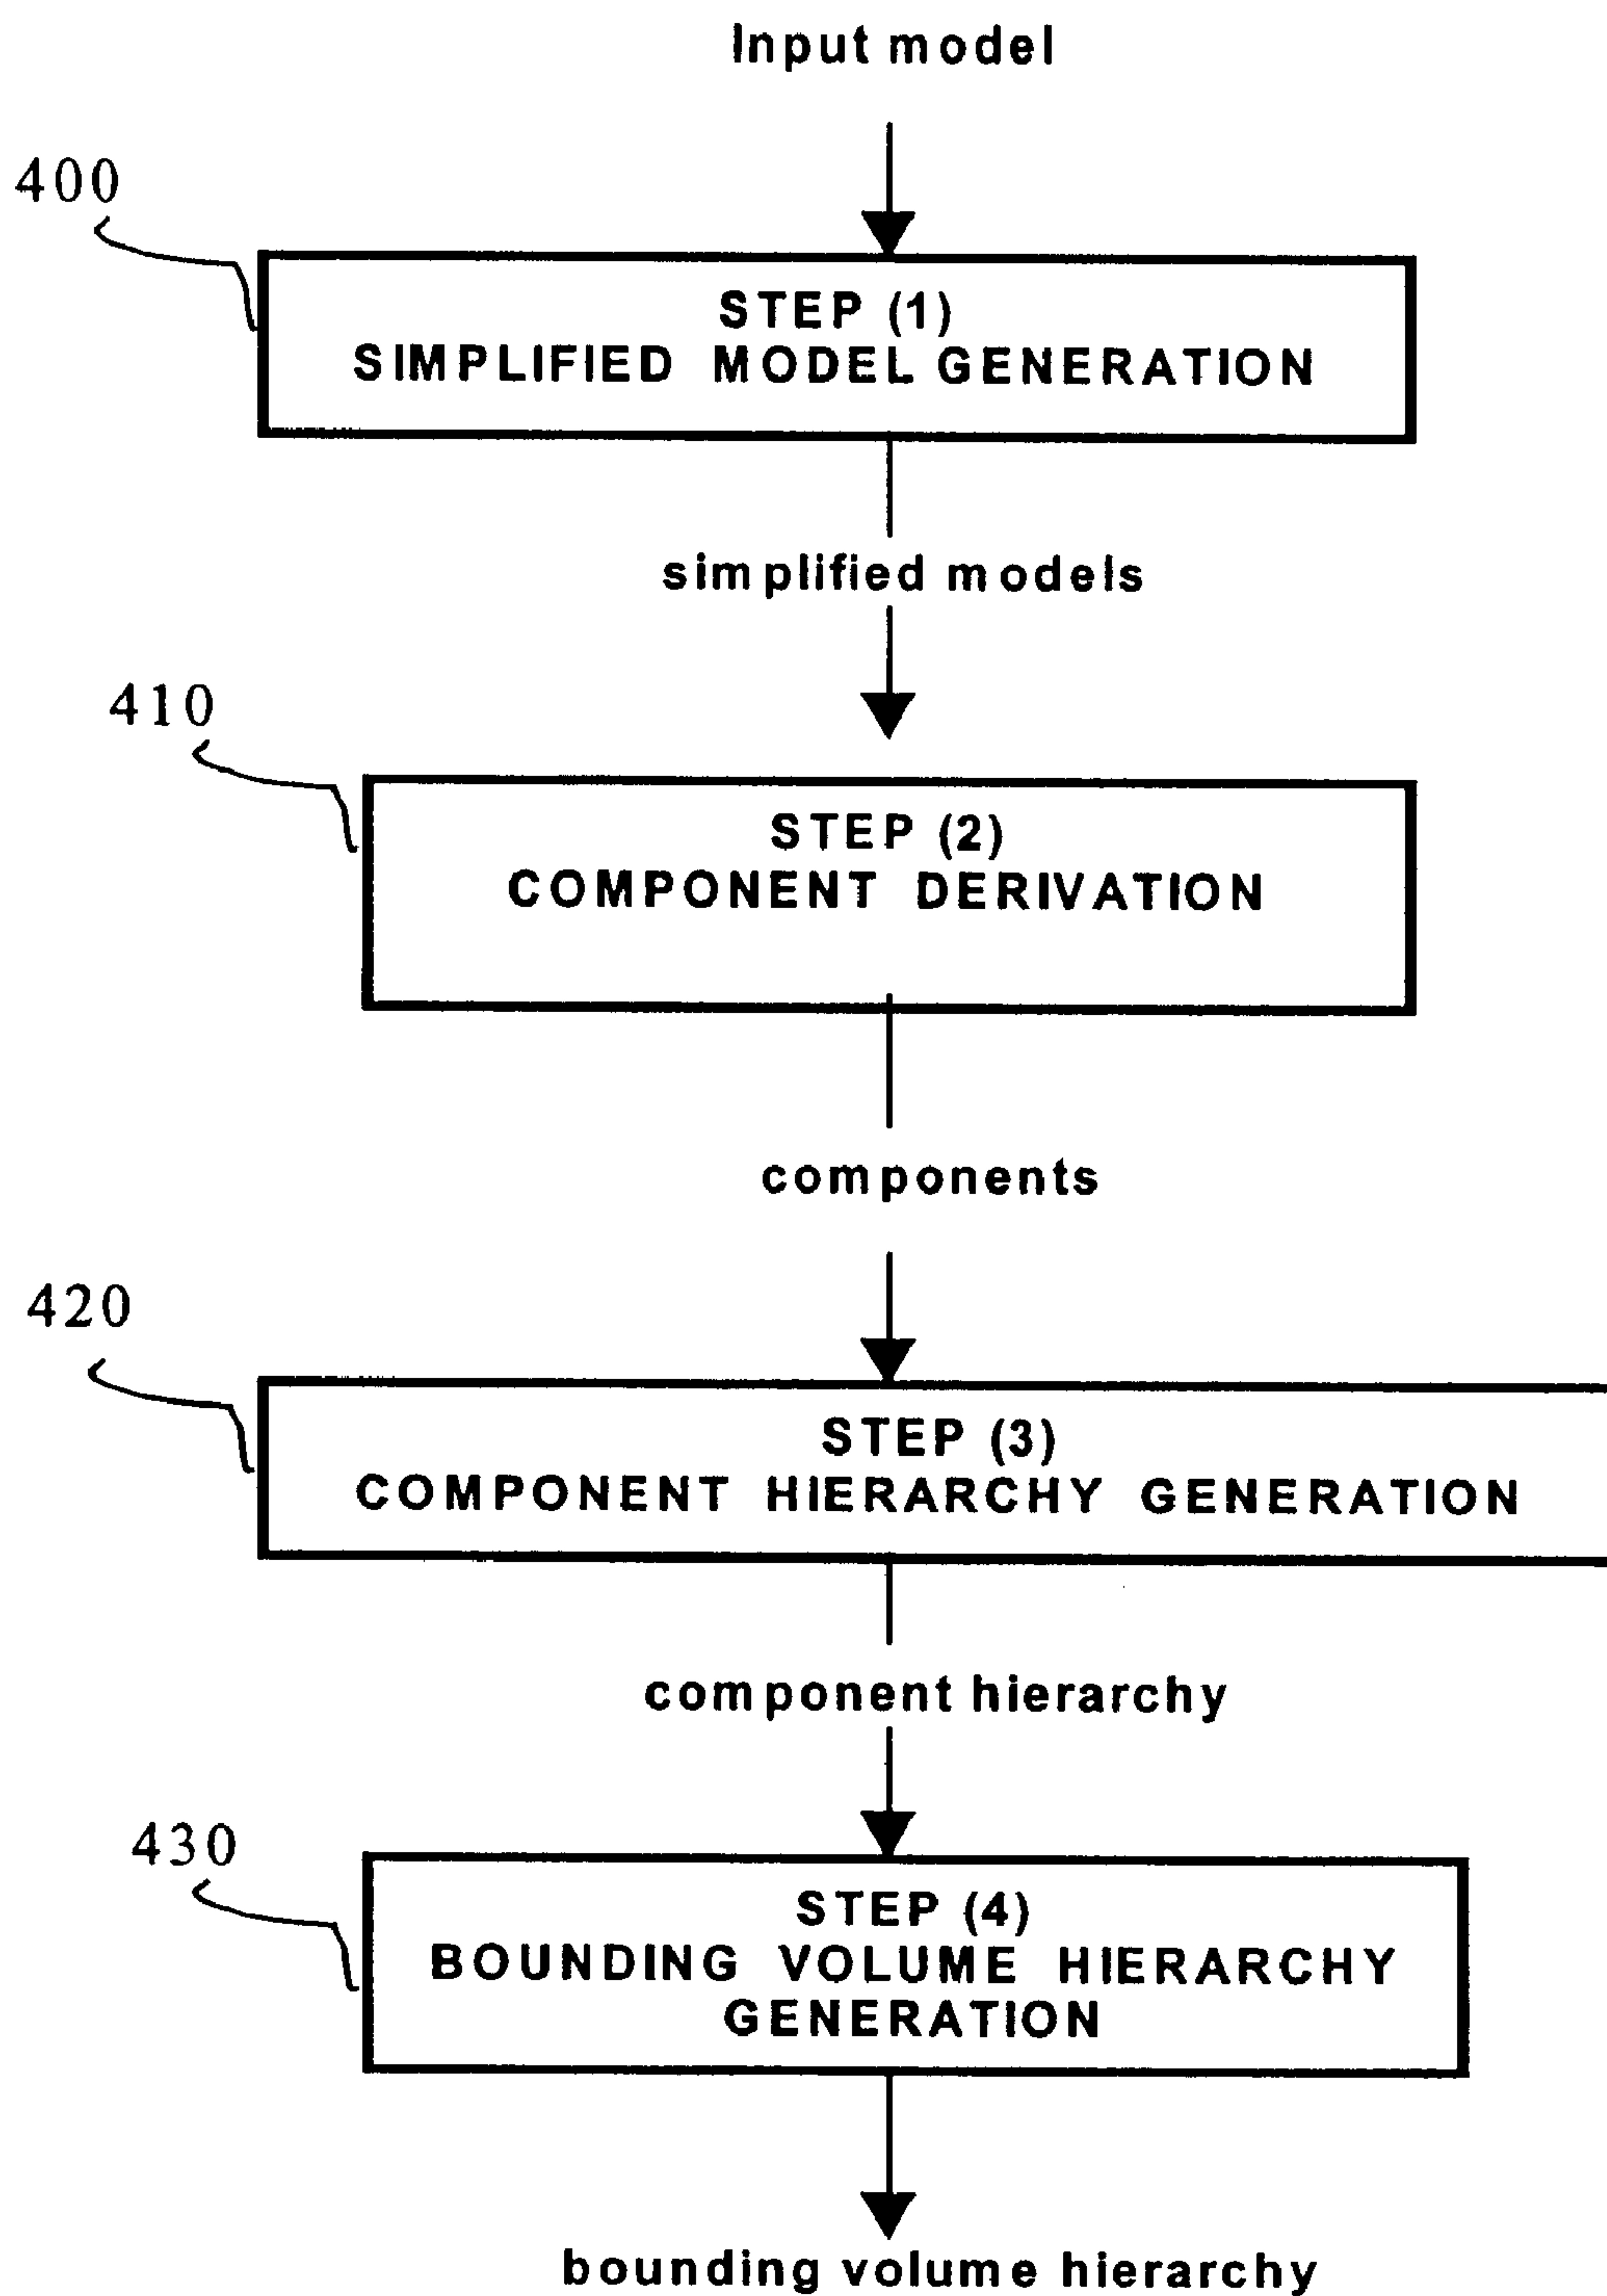 Input model
400
STEP (1)
SIMPLIFIED MODEL GENERATION
simplified models
410
STEP (2)
COMPONENT DERIVATION
components
420
STEP (3)
COMPONENT HIERARCHY GENERATION
component hierarchy
430
STEP (4)
BOUNDING VOLUME HIERARCHY
GENERATION
bounding volume hierarchy